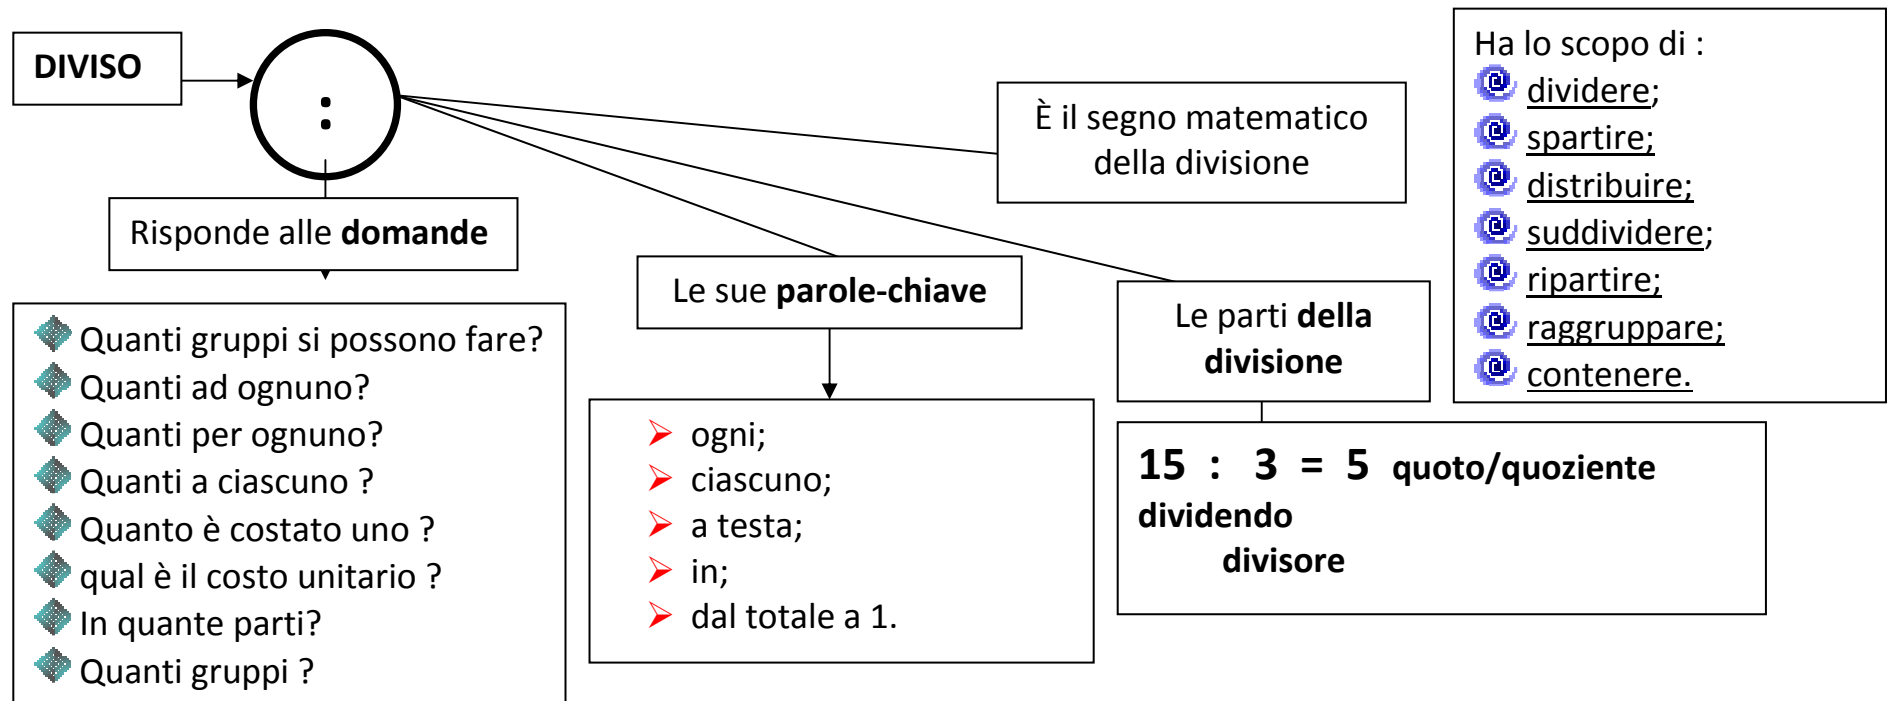 DIVISO
:
È il segno matematico
della divisione
Ha lo scopo di :
dividere;
spartire;
distribuire;
suddividere;
ripartire;
raggruppare;
contenere.
Risponde alle domande
Quanti gruppi si possono fare?
Quanti ad ognuno?
Quanti per ognuno?
Quanti a ciascuno ?
Quanto è costato uno ?
qual è il costo unitario ?
In quante parti?
Quanti gruppi ?
Le sue parole-chiave
ogni;
ciascuno;
a testa;
in;
dal totale a 1.
Le parti della
divisione
15 : 3 = 5 quoto/quoziente
dividendo
divisore